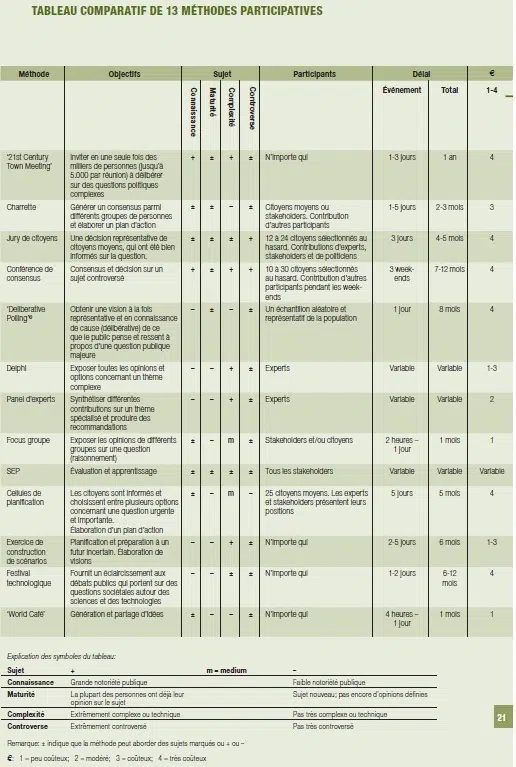 TABLEAU COMPARATIF DE 13 MÉTHODES PARTICIPATIVES
Méthode Objectifs Sujet Participants Délai €
Connaissance Maturité Complexité Controverse Événement Total 1-4
'21st Century Inviter en une seule fois des + ± + ± N'importe qui 1-3 jours 1 an 4
Town Meeting' milliers de personnes (jusqu'à
5.000 par réunion) à délibérer
sur des questions politiques
complexes
Charrette Générer un consensus parmi ± ± – ± Citoyens moyens ou 1-5 jours 2-3 mois 3
différents groupes de personnes stakeholders. Contribution
et élaborer un plan d'action d'autres participants
Jury de citoyens Une décision représentative de ± ± ± + 12 à 24 citoyens sélectionnés au 3 jours 4-5 mois 4
citoyens moyens, qui ont été bien hasard. Contributions d'experts,
informés sur la question. stakeholders et de politiciens
Conférence de Consensus et décision sur un + ± + + 10 à 30 citoyens sélectionnés 3 week- 7-12 mois 4
consensus sujet controversé au hasard. Contribution d'autres ends
participants pendant les week-
ends
'Deliberative Obtenir une vision à la fois – ± – ± Un échantillon aléatoire et 1 jour 8 mois 4
Polling'® représentative et en connaissance représentatif de la population
de cause (délibérative) de ce
que le public pense et ressent à
propos d'une question publique
majeure
Delphi Exposer toutes les opinions et – – + ± Experts Variable Variable 1-3
options concernant un thème
complexe
Panel d'experts Synthétiser différentes – – + ± Experts Variable Variable 2
contributions sur un thème
spécialisé et produire des
recommandations
Focus groupe Exposer les opinions de différents ± – m ± Stakeholders et/ou citoyens 2 heures – 1 mois 1
groupes sur une question 1 jour
(raisonnement)
SEP Évaluation et apprentissage ± ± ± ± Tous les stakeholders Variable Variable Variable
Cellules de Les citoyens sont informés et ± – m – 25 citoyens moyens. Les experts 5 jours 5 mois 4
planification choisissent entre plusieurs options et stakeholders présentent leurs
concernant une question urgente positions
et importante.
Élaboration d'un plan d'action
Exercice de Planification et préparation à un – – + ± N'importe qui 2-5 jours 6 mois 1-3
construction futur incertain. Élaboration de
de scénarios visions
Festival Fournit un éclaircissement aux – – ± ± N'importe qui 1-2 jours 6-12 4
technologique débats publics qui portent sur des mois
questions sociétales autour des
sciences et des technologies
'World Café' Génération et partage d'idées ± – – ± N'importe qui 4 heures – 1 mois 1
1 jour
Explication des symboles du tableau:
Sujet + m = medium –
Connaissance Grande notoriété publique Faible notoriété publique
Maturité La plupart des personnes ont déjà leur Sujet nouveau; pas encore d'opinions définies
opinion sur le sujet
Complexité Extrêmement complexe ou technique Pas très complexe ou technique
Controverse Extrêmement controversé Pas très controversé
21
Remarque: ± indique que la méthode peut aborder des sujets marqués ou + ou –
€: 1 = peu coûteux; 2 = modéré; 3 = coûteux; 4 = très coûteux